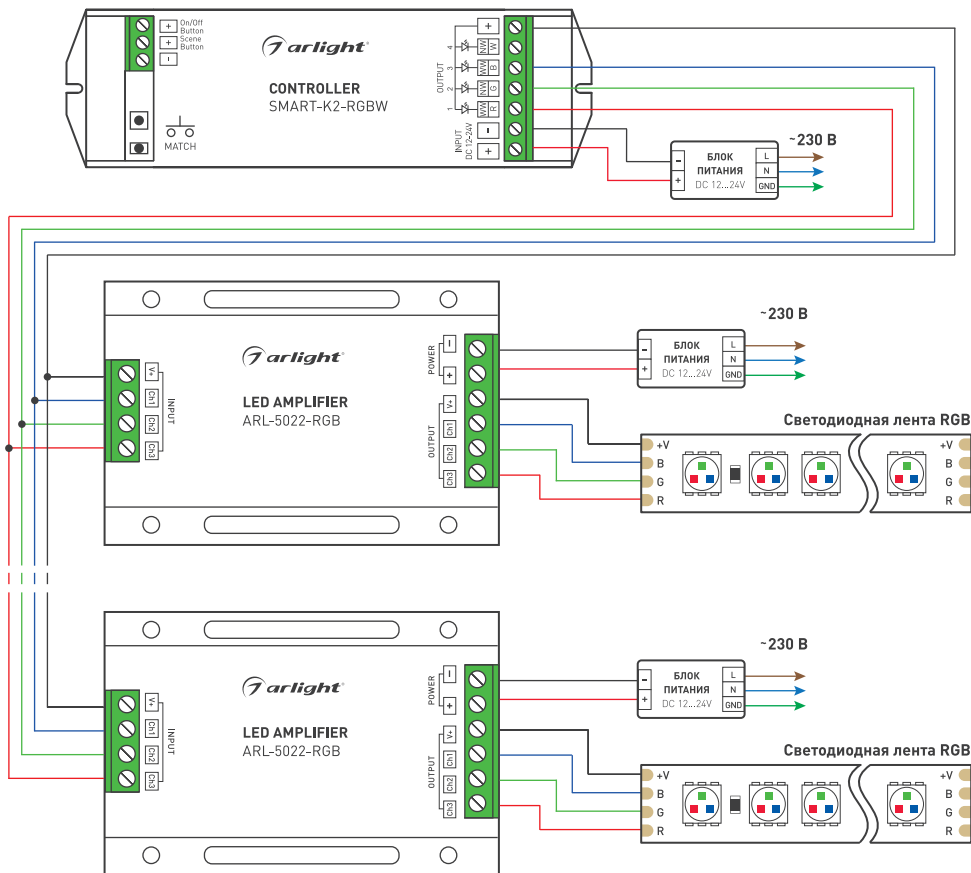 + On/Off
Button
+ Scene
Button
-
MATCH
arlight
CONTROLLER
SMART-K2-RGBW
OUTPUT
+
4 NW W
3 WW B
2 NW G
1 WW R
INPUT
DC 12-24V
-
+
~230 В
-
+
БЛОК
ПИТАНИЯ
DC 12...24V
L
N
GND
arlight
LED AMPLIFIER
ARL-5022-RGB
V+
Ch1
Ch2
Ch3
INPUT
POWER
-
+
OUTPUT
V+
Ch1
Ch2
Ch3
~230 В
-
+
БЛОК
ПИТАНИЯ
DC 12...24V
L
N
GND
Светодиодная лента RGB
+V
B
G
R
+V
B
G
R
arlight
LED AMPLIFIER
ARL-5022-RGB
V+
Ch1
Ch2
Ch3
INPUT
POWER
-
+
OUTPUT
V+
Ch1
Ch2
Ch3
~230 В
-
+
БЛОК
ПИТАНИЯ
DC 12...24V
L
N
GND
Светодиодная лента RGB
+V
B
G
R
+V
B
G
R